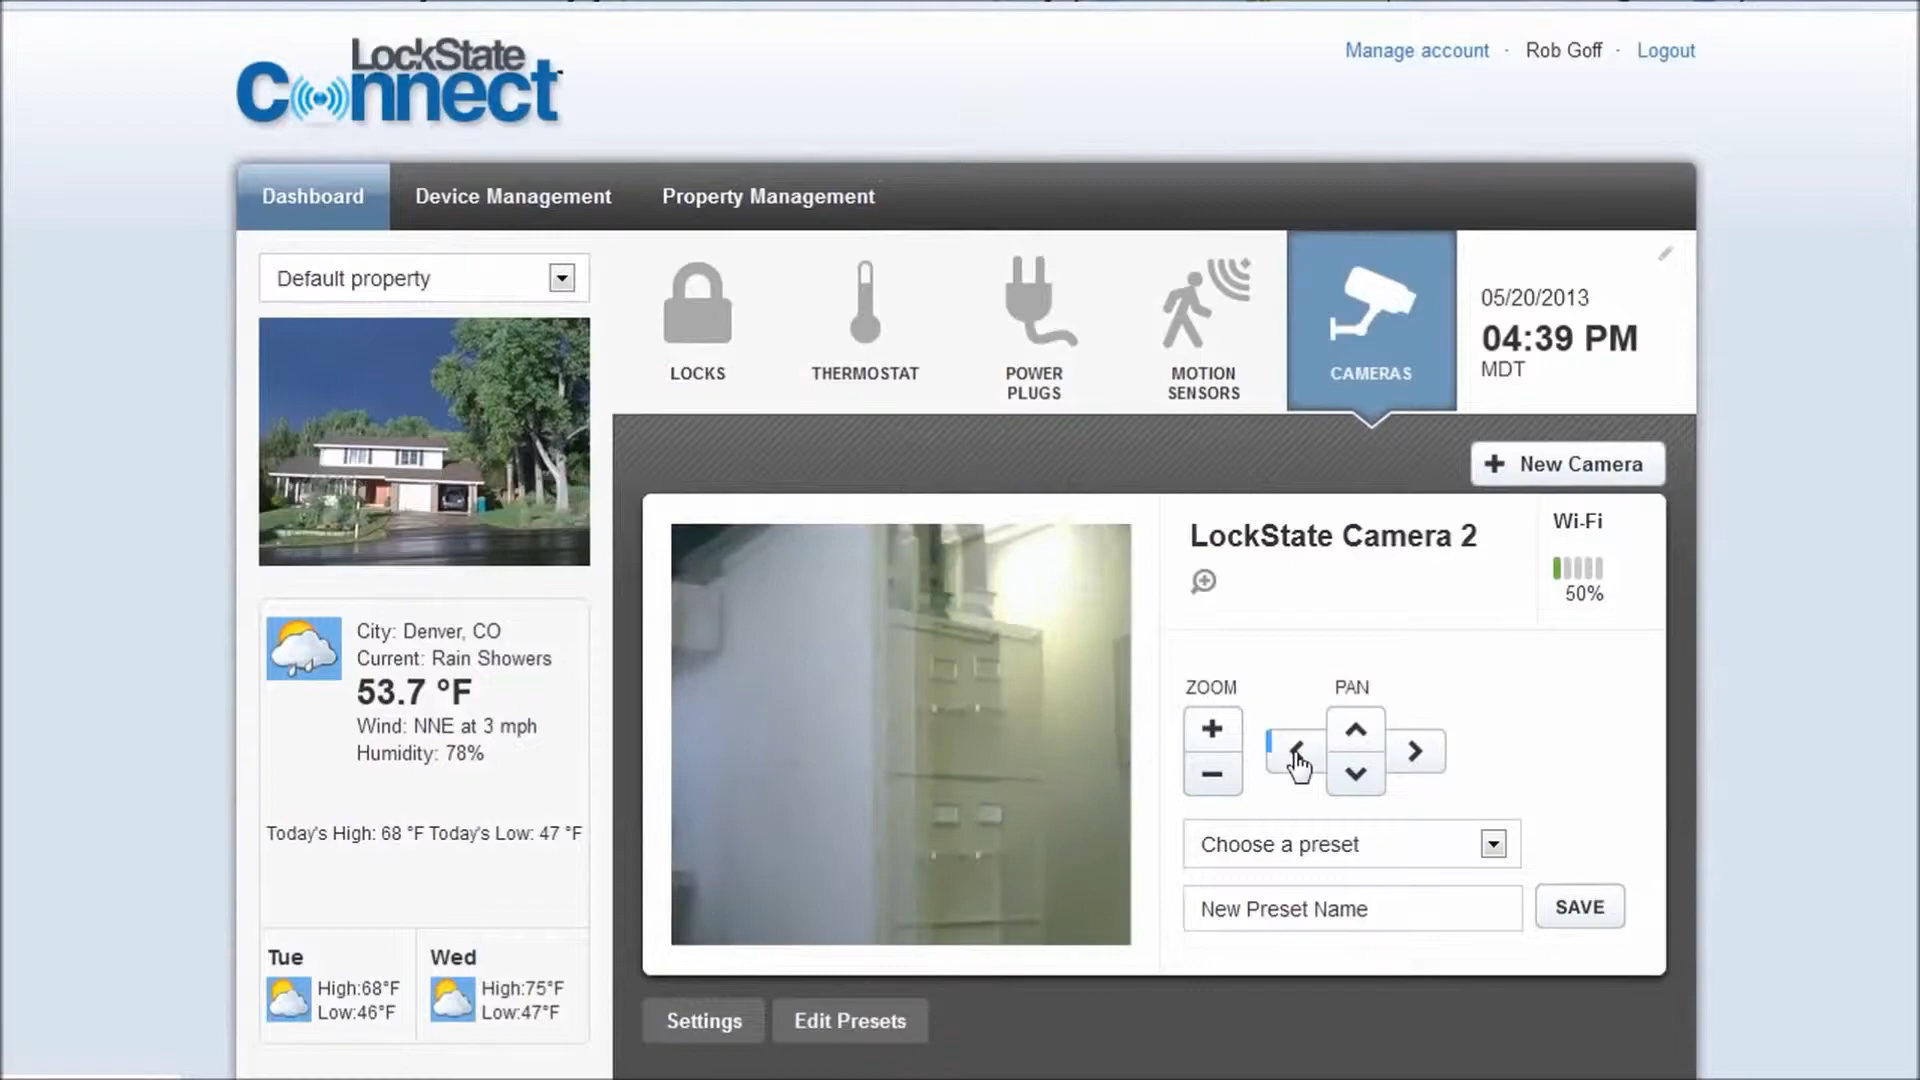 LockState
Connect
Manage account · Rob Goff · Logout
Dashboard
Device Management
Property Management
Default property
LOCKS
THERMOSTAT
POWER
PLUGS
MOTION
SENSORS
CAMERAS
05/20/2013
04:39 PM
MDT
New Camera
LockState Camera 2
Wi-Fi
50%
City: Denver, CO
Current: Rain Showers
53.7 °F
Wind: NNE at 3 mph
Humidity: 78%
Today's High: 68 °F Today's Low: 47 °F
Tue
High:68°F
Low:46°F
Wed
High:75°F
Low:47°F
ZOOM
PAN
Choose a preset
New Preset Name
SAVE
Settings
Edit Presets